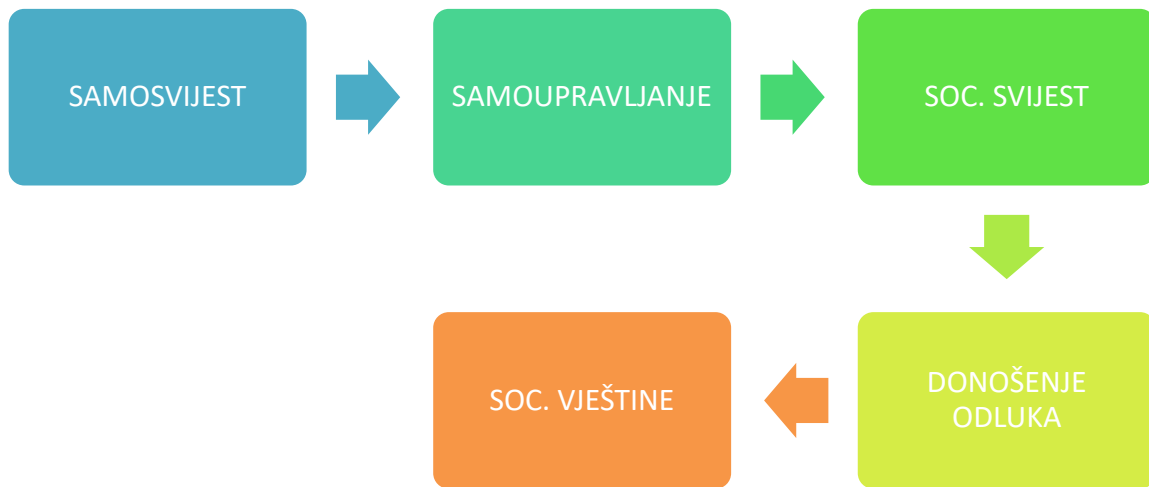 SAMOSVIJEST
SAMOUPRAVLJANJE
SOC. SVIJEST
DONOŠENJE
ODLUKA
SOC. VJEŠTINE